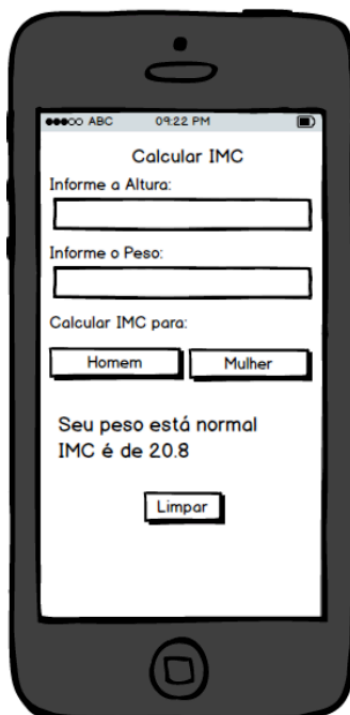 ABC 09:22 PM
Calcular IMC
Informe a Altura:
Informe o Peso:
Calcular IMC para:
Homem Mulher
Seu peso está normal
IMC é de 20.8
Limpar